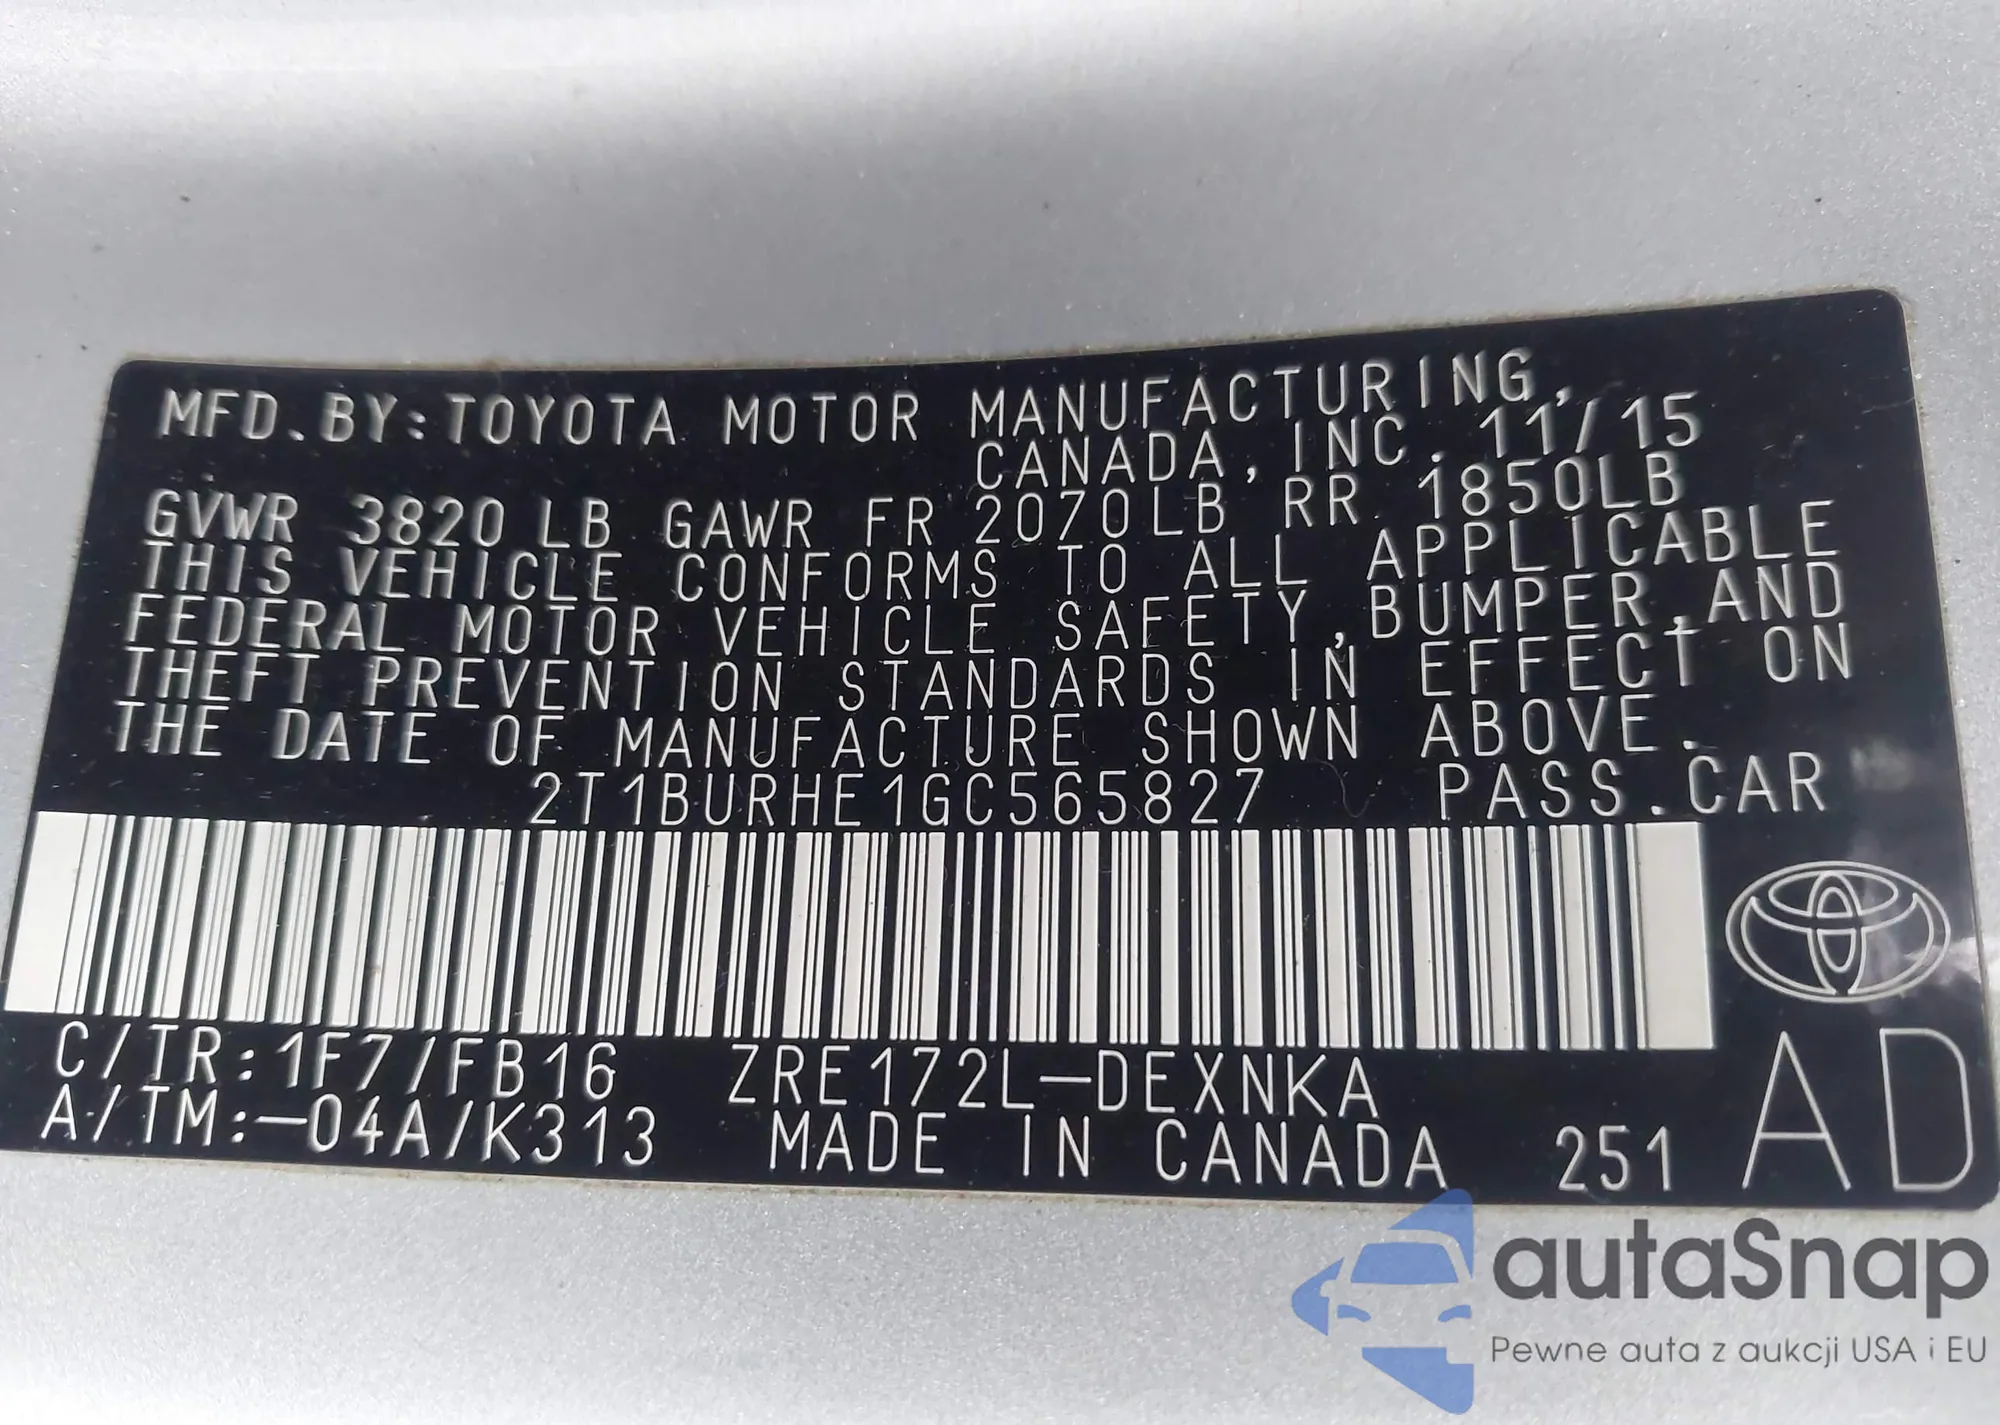 MFD.BY:TOYOTA MOTOR MANUFACTURING,
CANADA, INC. 11/15
GVWR 3820 LB GAWR FR 2070LB RR 1850LB
THIS VEHICLE CONFORMS TO ALL APPLICABLE
FEDERAL MOTOR VEHICLE SAFETY, BUMPER,AND
THEFT PREVENTION STANDARDS IN EFFECT ON
THE DATE OF MANUFACTURE SHOWN ABOVE.
2T1BURHE1GC565827 PASS.CAR
C/TR:1F7/FB16 ZRE172L-DEXNKA
A/TM:-04A/K313 MADE IN CANADA 251
AD
autaSnap
Pewne auta z aukcji USA i EU